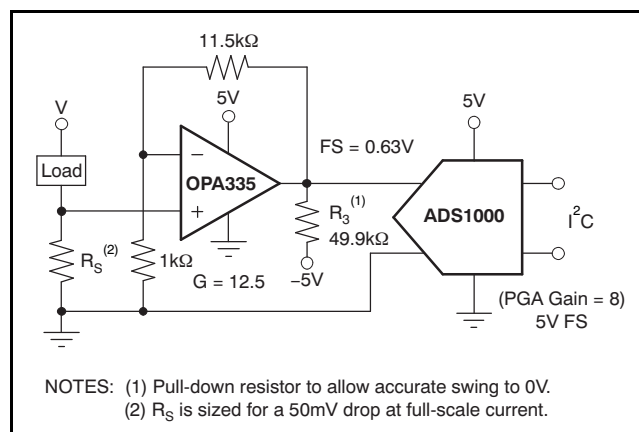 11.5kΩ
V
5V
5V
FS = 0.63V
Load
−
OPA335
+
R3(1)
49.9kΩ
ADS1000
I2C
RS(2)
1kΩ
G = 12.5
−5V
(PGA Gain = 8)
5V FS
NOTES: (1) Pull-down resistor to allow accurate swing to 0V.
(2) RS is sized for a 50mV drop at full-scale current.